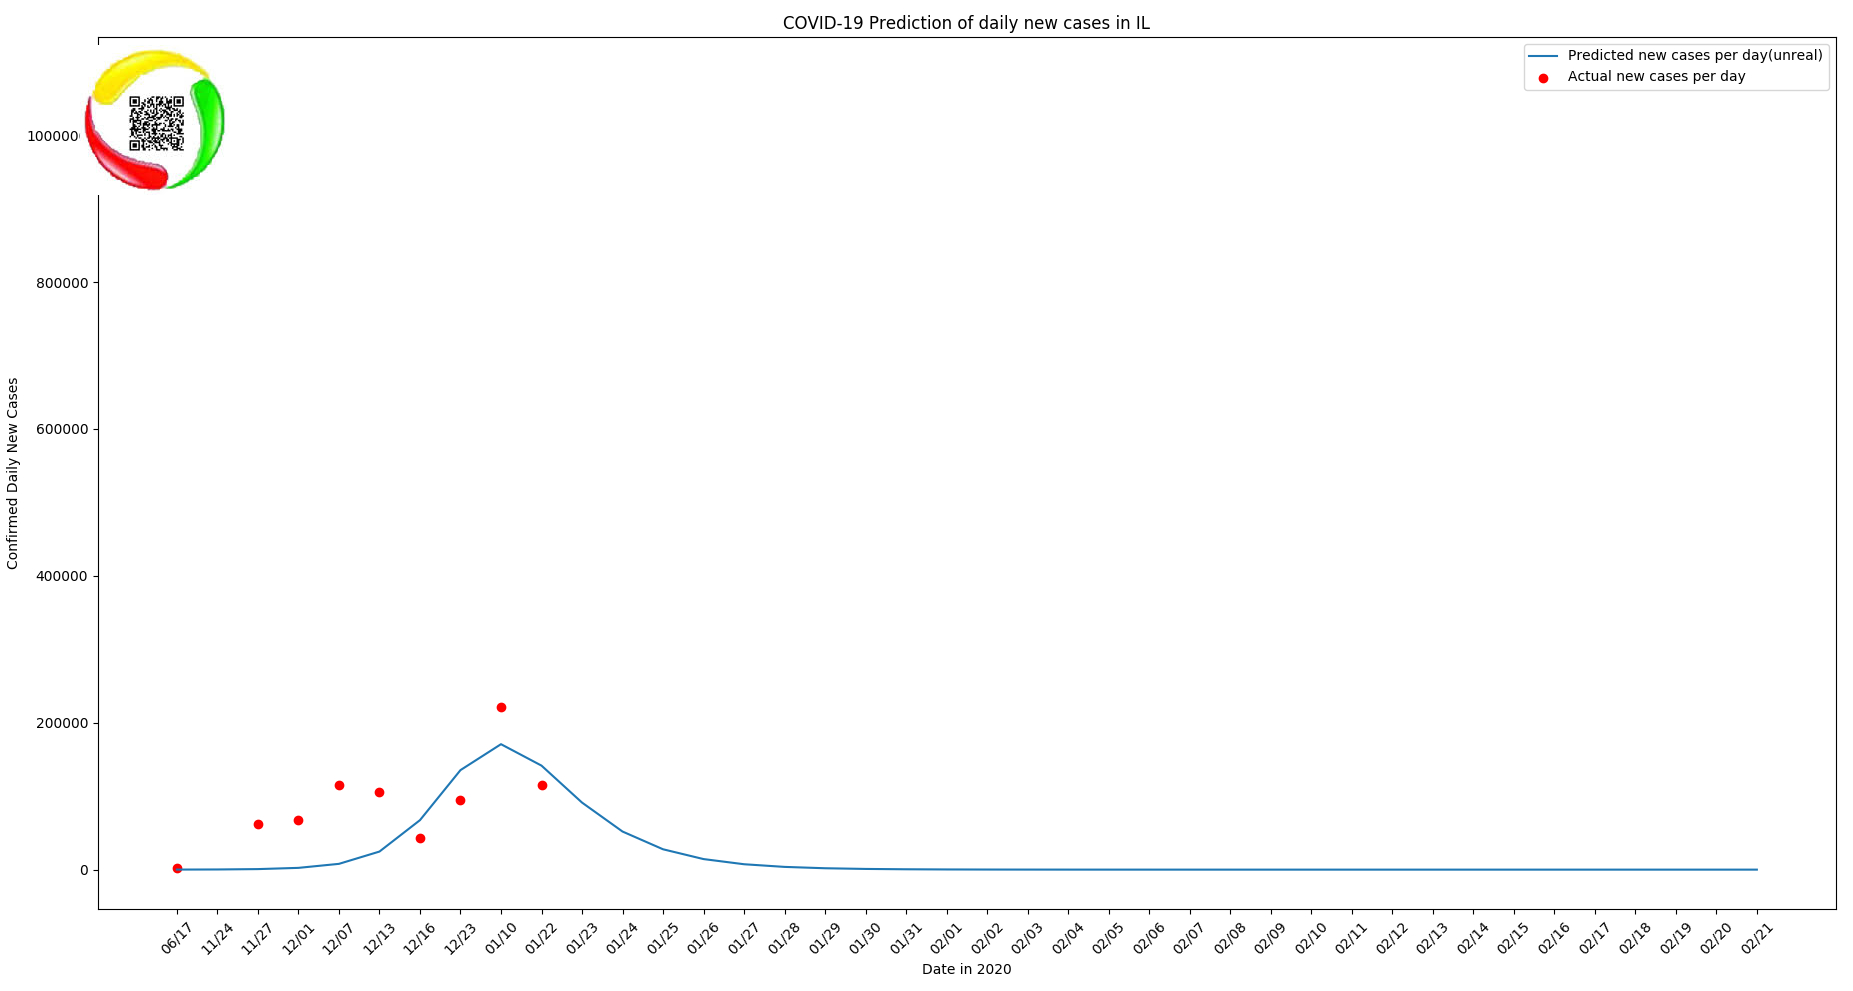 COVID-19 Prediction of daily new cases in IL
Predicted new cases per day(unreal)
Actual new cases per day
100000
800000
600000
400000
200000
0
Confirmed Daily New Cases
06/17 11/24 11/27 12/01 12/07 12/13 12/16 12/23 01/10 01/22 01/23 01/24 01/25 01/26 01/27 01/28 01/29 01/30 01/31 02/01 02/02 02/03 02/04 02/05 02/06 02/07 02/08 02/09 02/10 02/11 02/12 02/13 02/14 02/15 02/16 02/17 02/18 02/19 02/20 02/21
Date in 2020